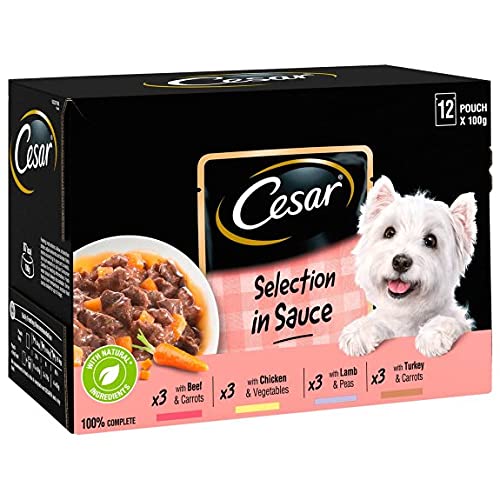 Cesar
12 POUCH
X 100g
Cesar
Selection
in Sauce
WITH NATURAL*
INGREDIENTS
x3 with Beef
& Carrots
x3 with Chicken
& Vegetables
x3 with Lamb
& Peas
x3 with Turkey
& Carrots
100% COMPLETE